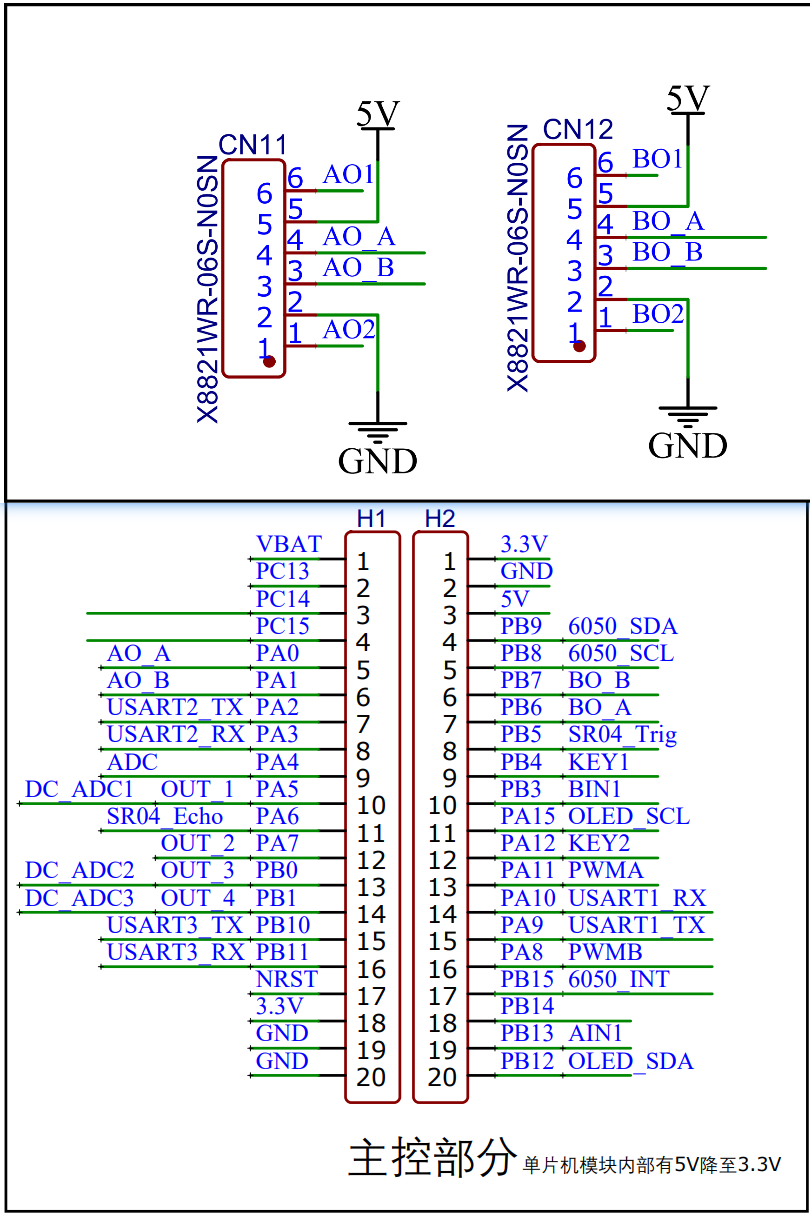 5V
CN11
X8821WR-06S-N0SN
6 6 AO1
5 5
4 4 AO_A
3 3 AO_B
2 2
1 1 AO2
GND
5V
CN12
X8821WR-06S-N0SN
6 6 BO1
5 5
4 4 BO_A
3 3 BO_B
2 2
1 1 BO2
GND
H1
VBAT 1
PC13 2
PC14 3
PC15 4
AO_A PA0 5
AO_B PA1 6
USART2_TX PA2 7
USART2_RX PA3 8
ADC PA4 9
DC_ADC1 OUT_1 PA5 10
SR04_Echo PA6 11
OUT_2 PA7 12
DC_ADC2 OUT_3 PB0 13
DC_ADC3 OUT_4 PB1 14
USART3_TX PB10 15
USART3_RX PB11 16
NRST 17
3.3V 18
GND 19
GND 20
H2
1 3.3V
2 GND
3 5V
4 PB9 6050_SDA
5 PB8 6050_SCL
6 PB7 BO_B
7 PB6 BO_A
8 PB5 SR04_Trig
9 PB4 KEY1
10 PB3 BIN1
11 PA15 OLED_SCL
12 PA12 KEY2
13 PA11 PWMA
14 PA10 USART1_RX
15 PA9 USART1_TX
16 PA8 PWMB
17 PB15 6050_INT
18 PB14
19 PB13 AIN1
20 PB12 OLED_SDA
主控部分 单片机模块内部有5V降至3.3V